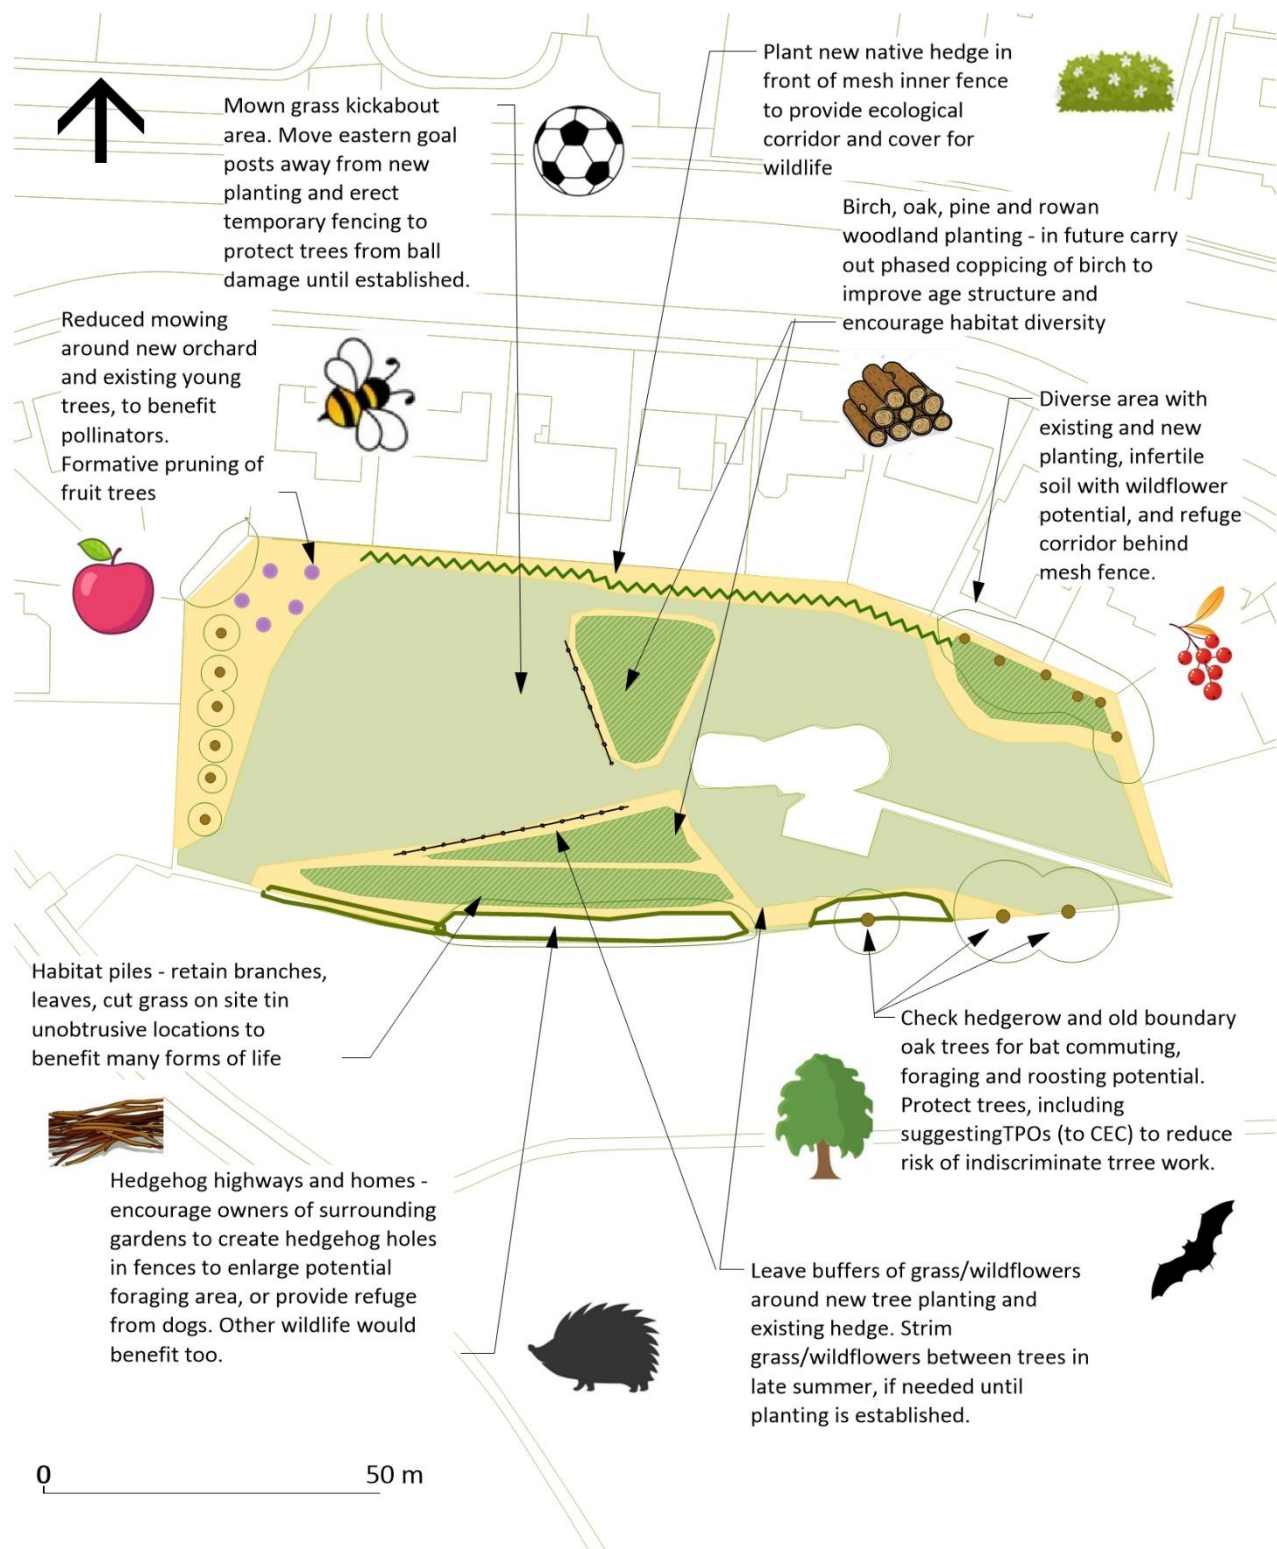 Plant new native hedge in
front of mesh inner fence
to provide ecological
corridor and cover for
wildlife
Mown grass kickabout
area. Move eastern goal
posts away from new
planting and erect
temporary fencing to
protect trees from ball
damage until established.
Birch, oak, pine and rowan
woodland planting - in future carry
out phased coppicing of birch to
improve age structure and
encourage habitat diversity
Reduced mowing
around new orchard
and existing young
trees, to benefit
pollinators.
Formative pruning of
fruit trees
Diverse area with
existing and new
planting, infertile
soil with wildflower
potential, and refuge
corridor behind
mesh fence.
Habitat piles - retain branches,
leaves, cut grass on site tin
unobtrusive locations to
benefit many forms of life
Check hedgerow and old boundary
oak trees for bat commuting,
foraging and roosting potential.
Protect trees, including
suggestingTPOs (to CEC) to reduce
risk of indiscriminate trree work.
Hedgehog highways and homes -
encourage owners of surrounding
gardens to create hedgehog holes
in fences to enlarge potential
foraging area, or provide refuge
from dogs. Other wildlife would
benefit too.
Leave buffers of grass/wildflowers
around new tree planting and
existing hedge. Strim
grass/wildflowers between trees in
late summer, if needed until
planting is established.
0 50 m